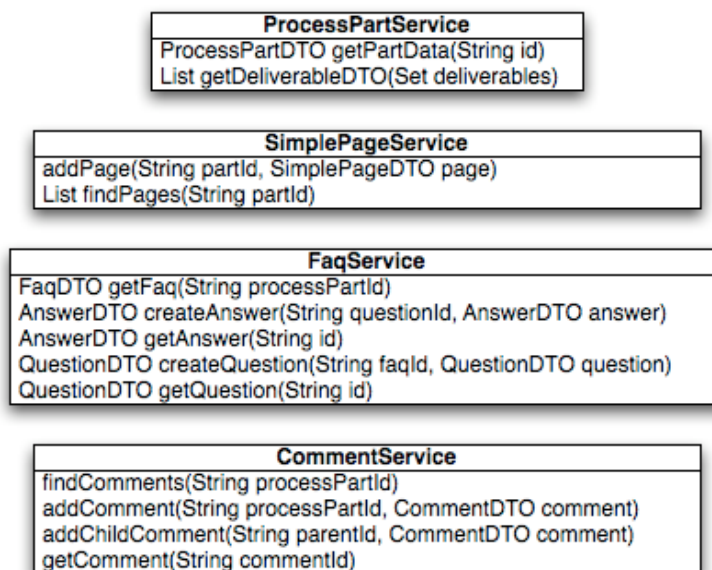 ProcessPartService
ProcessPartDTO getPartData(String id)
List getDeliverableDTO(Set deliverables)
SimplePageService
addPage(String partId, SimplePageDTO page)
List findPages(String partId)
FaqService
FaqDTO getFaq(String processPartId)
AnswerDTO createAnswer(String questionId, AnswerDTO answer)
AnswerDTO getAnswer(String id)
QuestionDTO createQuestion(String faqId, QuestionDTO question)
QuestionDTO getQuestion(String id)
CommentService
findComments(String processPartId)
addComment(String processPartId, CommentDTO comment)
addChildComment(String parentId, CommentDTO comment)
getComment(String commentId)